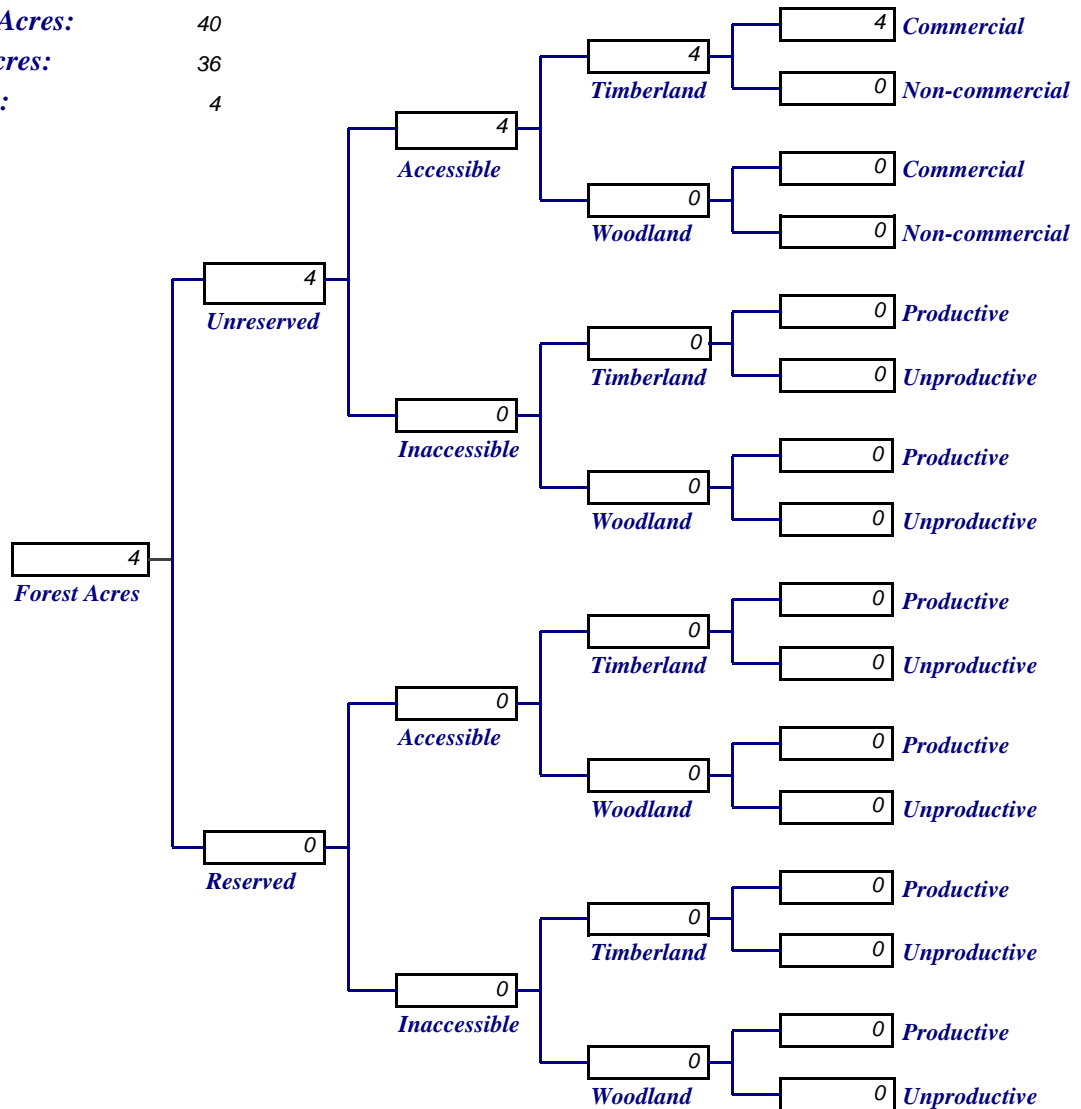 Acres: 40
cres: 36
: 4
4 Commercial
4
Timberland
0 Non-commercial
4
Accessible
0 Commercial
0
Woodland
0 Non-commercial
4
Unreserved
0 Productive
0
Timberland
0 Unproductive
0
Inaccessible
0 Productive
0
Woodland
0 Unproductive
4
Forest Acres
0 Productive
0
Timberland
0 Unproductive
0
Accessible
0 Productive
0
Woodland
0 Unproductive
0
Reserved
0 Productive
0
Timberland
0 Unproductive
0
Inaccessible
0 Productive
0
Woodland
0 Unproductive